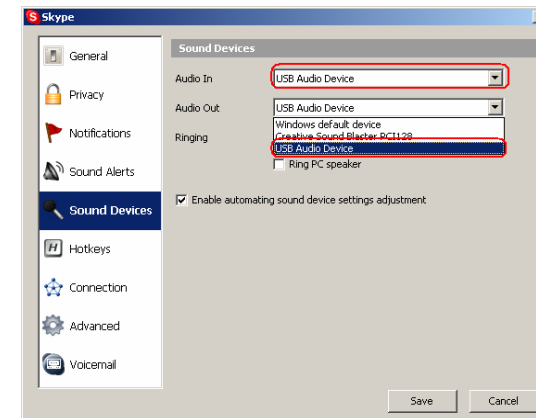 Skype
General
Privacy
Notifications
Sound Alerts
Sound Devices
Hotkeys
Connection
Advanced
Voicemail
Sound Devices
Audio In USB Audio Device
Audio Out USB Audio Device
Windows default device
Creative Sound Blaster PCI128
Ringing USB Audio Device
Ring PC speaker
Enable automating sound device settings adjustment
Save Cancel